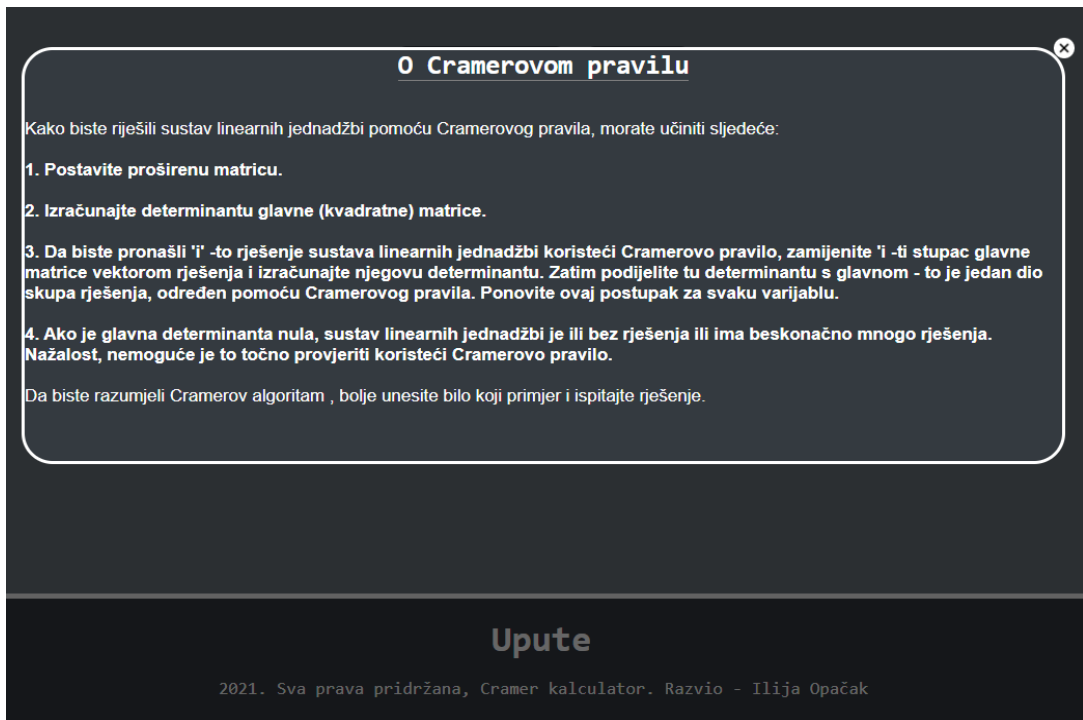 O Cramerovom pravilu
Kako biste riješili sustav linearnih jednadžbi pomoću Cramerovog pravila, morate učiniti sljedeće:
1. Postavite proširenu matricu.
2. Izračunajte determinantu glavne (kvadratne) matrice.
3. Da biste pronašli 'i' -to rješenje sustava linearnih jednadžbi koristeći Cramerovo pravilo, zamijenite 'i -ti stupac glavne
matrice vektorom rješenja i izračunajte njegovu determinantu. Zatim podijelite tu determinantu s glavnom - to je jedan dio
skupa rješenja, određen pomoću Cramerovog pravila. Ponovite ovaj postupak za svaku varijablu.
4. Ako je glavna determinanta nula, sustav linearnih jednadžbi je ili bez rješenja ili ima beskonačno mnogo rješenja.
Nažalost, nemoguće je to točno provjeriti koristeći Cramerovo pravilo.
Da biste razumjeli Cramerov algoritam , bolje unesite bilo koji primjer i ispitajte rješenje.
Upute
2021. Sva prava pridržana, Cramer kalculator. Razvio - Ilija Opačak